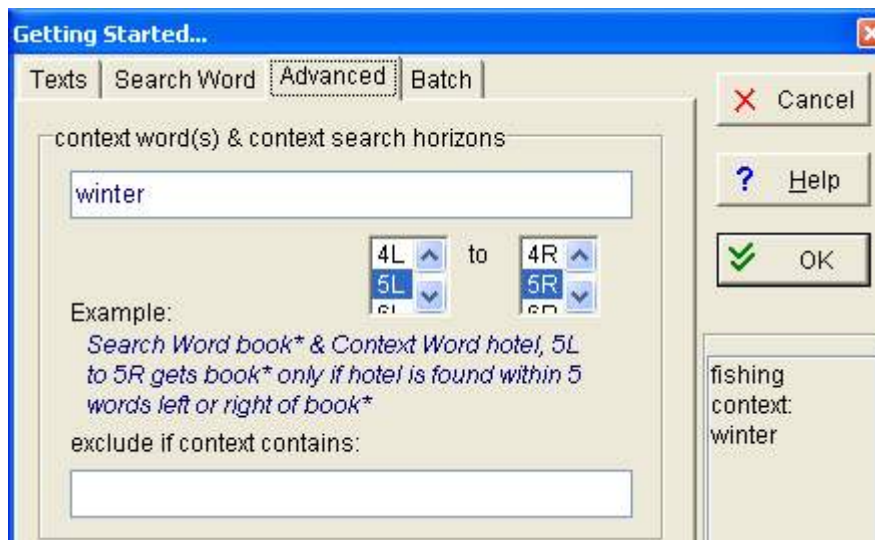 Getting Started...
Texts Search Word Advanced Batch
Cancel
context word(s) & context search horizons
winter
? Help
4L to 4R
5L 5R
OK
6L 6R
Example:
Search Word book* & Context Word hotel, 5L
to 5R gets book* only if hotel is found within 5
words left or right of book*
exclude if context contains:
fishing
context:
winter